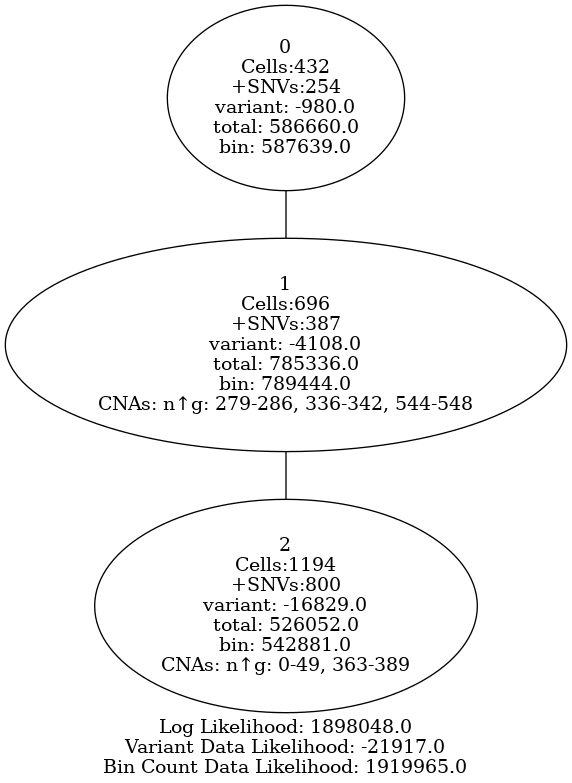 0
Cells:432
+SNVs:254
variant: -980.0
total: 586660.0
bin: 587639.0
1
Cells:696
+SNVs:387
variant: -4108.0
total: 785336.0
bin: 789444.0
CNAs: n↑g: 279-286, 336-342, 544-548
2
Cells:1194
+SNVs:800
variant: -16829.0
total: 526052.0
bin: 542881.0
CNAs: n↑g: 0-49, 363-389
Log Likelihood: 1898048.0
Variant Data Likelihood: -21917.0
Bin Count Data Likelihood: 1919965.0